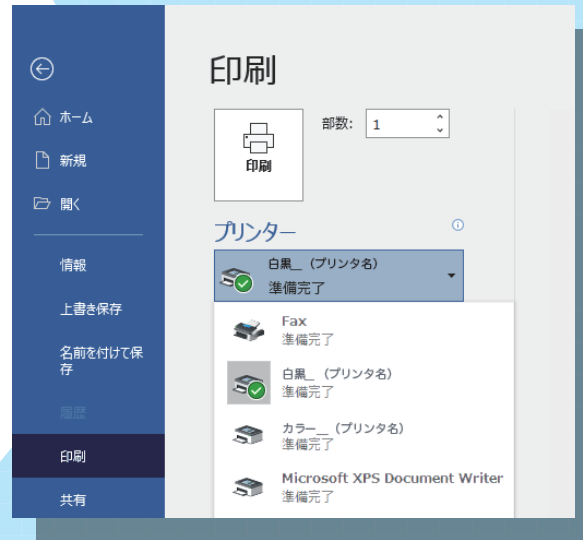 印刷
ホーム
新規
開く
情報
上書き保存
名前を付けて保
存
履歴
印刷
共有
印刷
部数: 1
プリンター
白黒_（プリンタ名）
準備完了
Fax
準備完了
白黒_（プリンタ名）
準備完了
カラー_（プリンタ名）
準備完了
Microsoft XPS Document Writer
準備完了